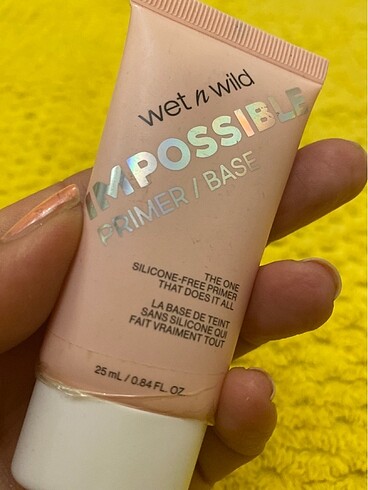 wet n wild
IMPOSSIBLE
PRIMER / BASE
THE ONE
SILICONE-FREE PRIMER
THAT DOES IT ALL
LA BASE DE TEINT
SANS SILICONE QUI
FAIT VRAIMENT TOUT
25 mL / 0.84 FL. OZ